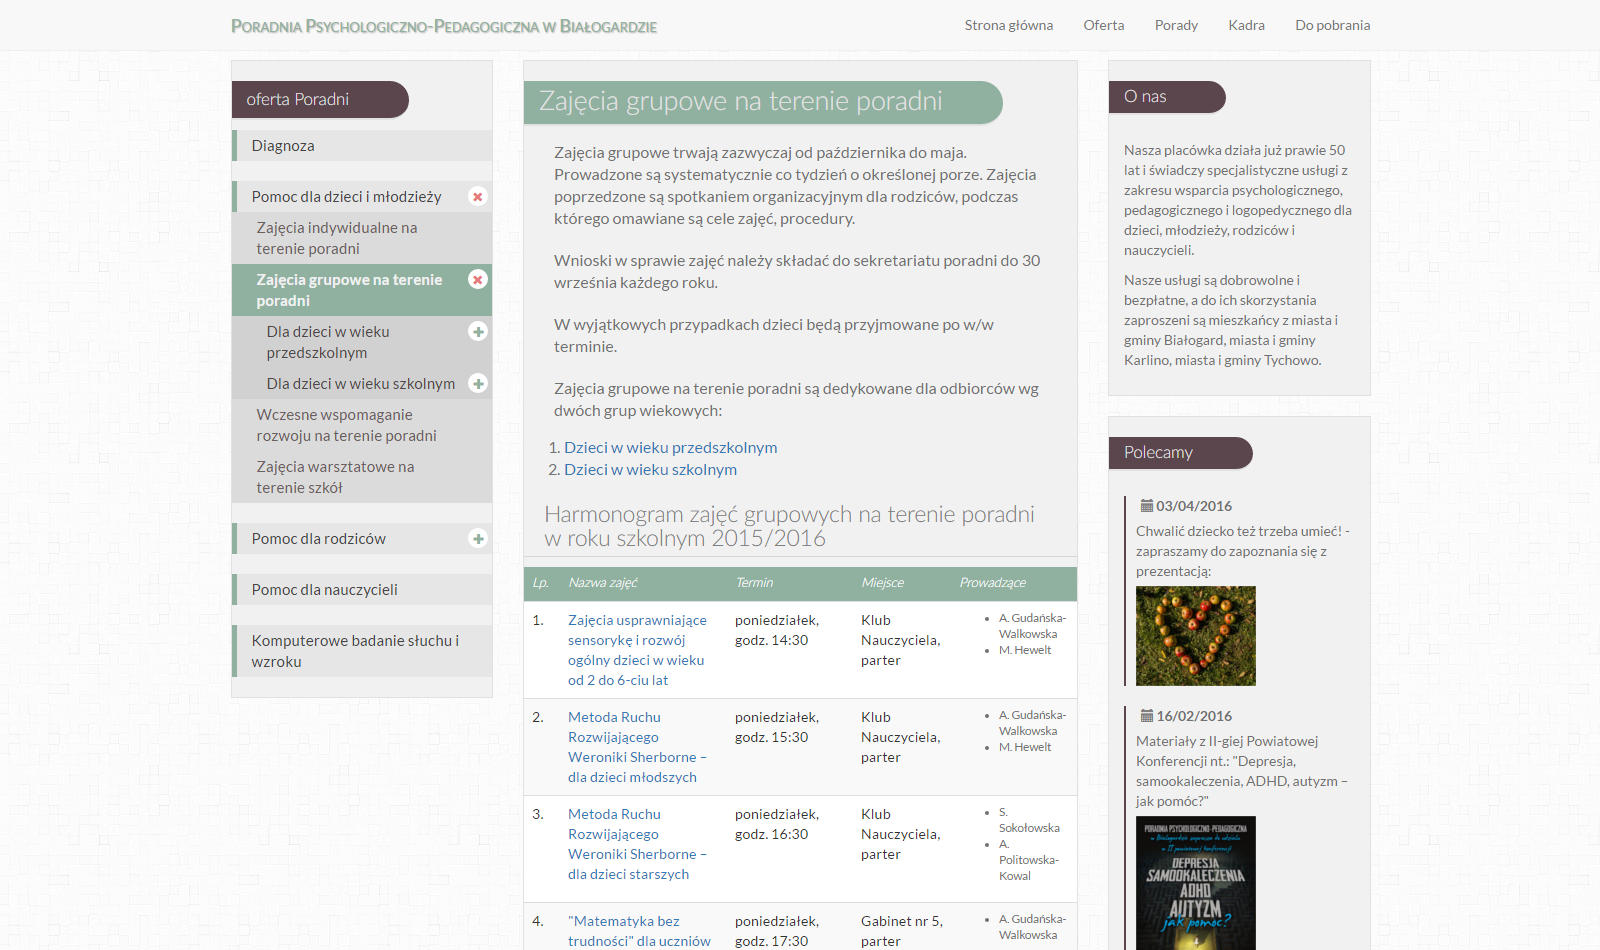 Poradnia Psychologiczno-Pedagogiczna w Białogardzie
Strona główna
Oferta
Porady
Kadra
Do pobrania
oferta Poradni
Diagnoza
Pomoc dla dzieci i młodzieży
Zajęcia indywidualne na
terenie poradni
Zajęcia grupowe na terenie
poradni
Dla dzieci w wieku
przedszkolnym
Dla dzieci w wieku szkolnym
Wczesne wspomaganie
rozwoju na terenie poradni
Zajęcia warsztatowe na
terenie szkół
Pomoc dla rodziców
Pomoc dla nauczycieli
Komputerowe badanie słuchu i
wzroku
Zajęcia grupowe na terenie poradni
Zajęcia grupowe trwają zazwyczaj od października do maja.
Prowadzone są systematycznie co tydzień o określonej porze. Zajęcia
poprzedzone są spotkaniem organizacyjnym dla rodziców, podczas
którego omawiane są cele zajęć, procedury.
Wnioski w sprawie zajęć należy składać do sekretariatu poradni do 30
września każdego roku.
W wyjątkowych przypadkach dzieci będą przyjmowane po w/w
terminie.
Zajęcia grupowe na terenie poradni są dedykowane dla odbiorców wg
dwóch grup wiekowych:
1. Dzieci w wieku przedszkolnym
2. Dzieci w wieku szkolnym
Harmonogram zajęć grupowych na terenie poradni
w roku szkolnym 2015/2016
Lp. Nazwa zajęć Termin Miejsce Prowadzące
1.
Zajęcia usprawniające
sensorykę i rozwój
ogólny dzieci w wieku
od 2 do 6-ciu lat
poniedziałek,
godz. 14:30
Klub
Nauczyciela,
parter
A. Gudańska-
Walkowska
M. Hewelt
2.
Metoda Ruchu
Rozwijającego
Weroniki Sherborne –
dla dzieci młodszych
poniedziałek,
godz. 15:30
Klub
Nauczyciela,
parter
A. Gudańska-
Walkowska
M. Hewelt
3.
Metoda Ruchu
Rozwijającego
Weroniki Sherborne –
dla dzieci starszych
poniedziałek,
godz. 16:30
Klub
Nauczyciela,
parter
S.
Sokołowska
A.
Politowska-
Kowal
4.
"Matematyka bez
trudności" dla uczniów
poniedziałek,
godz. 17:30
Gabinet nr 5,
parter
A. Gudańska-
Walkowska
O nas
Nasza placówka działa już prawie 50
lat i świadczy specjalistyczne usługi z
zakresu wsparcia psychologicznego,
pedagogicznego i logopedycznego dla
dzieci, młodzieży, rodziców i
nauczycieli.
Nasze usługi są dobrowolne i
bezpłatne, a do ich skorzystania
zaproszeni są mieszkańcy z miasta i
gminy Białogard, miasta i gminy
Karlino, miasta i gminy Tychowo.
Polecamy
03/04/2016
Chwalić dziecko też trzeba umieć! -
zapraszamy do zapoznania się z
prezentacją:
16/02/2016
Materiały z II-giej Powiatowej
Konferencji nt.: "Depresja,
samookaleczenia, ADHD, autyzm –
jak pomóc?"
PORADNIA PSYCHOLOGICZNO-PEDAGOGICZNA
w Białogardzie zaprasza do udziału
w II powiatowej konferencji
DEPRESJA
SAMOOKALECZENIA
ADHD
AUTYZM
jak pomóc?